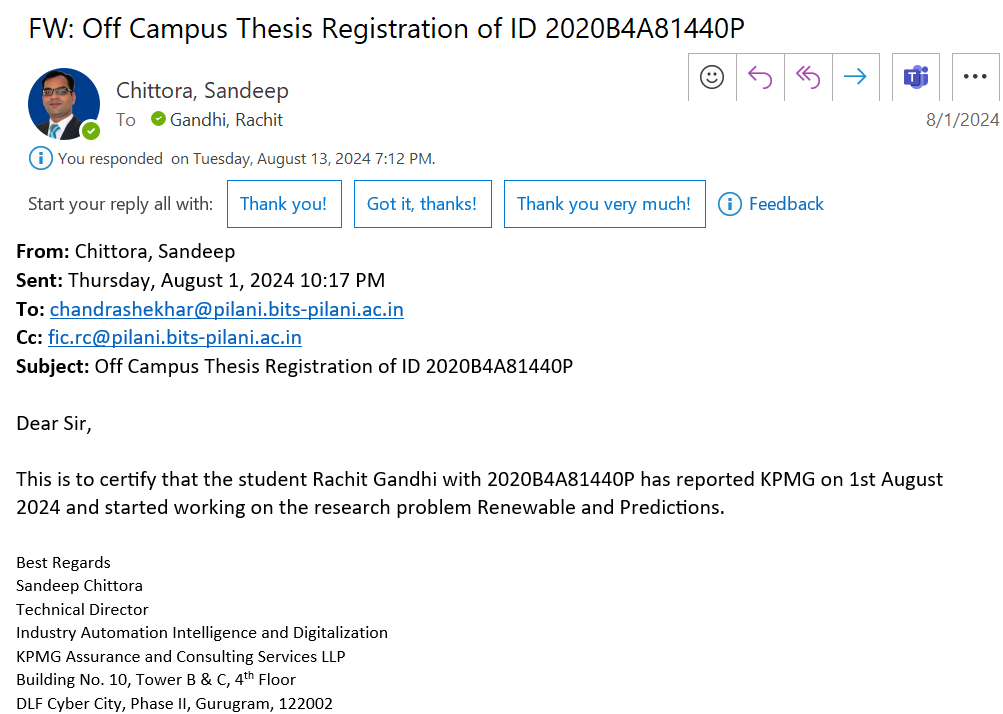 FW: Off Campus Thesis Registration of ID 2020B4A81440P
Chittora, Sandeep
To Gandhi, Rachit
8/1/2024
You responded on Tuesday, August 13, 2024 7:12 PM.
Start your reply all with: Thank you! Got it, thanks! Thank you very much! Feedback
From: Chittora, Sandeep
Sent: Thursday, August 1, 2024 10:17 PM
To: chandrashekhar@pilani.bits-pilani.ac.in
Cc: fic.rc@pilani.bits-pilani.ac.in
Subject: Off Campus Thesis Registration of ID 2020B4A81440P
Dear Sir,
This is to certify that the student Rachit Gandhi with 2020B4A81440P has reported KPMG on 1st August
2024 and started working on the research problem Renewable and Predictions.
Best Regards
Sandeep Chittora
Technical Director
Industry Automation Intelligence and Digitalization
KPMG Assurance and Consulting Services LLP
Building No. 10, Tower B & C, 4th Floor
DLF Cyber City, Phase II, Gurugram, 122002